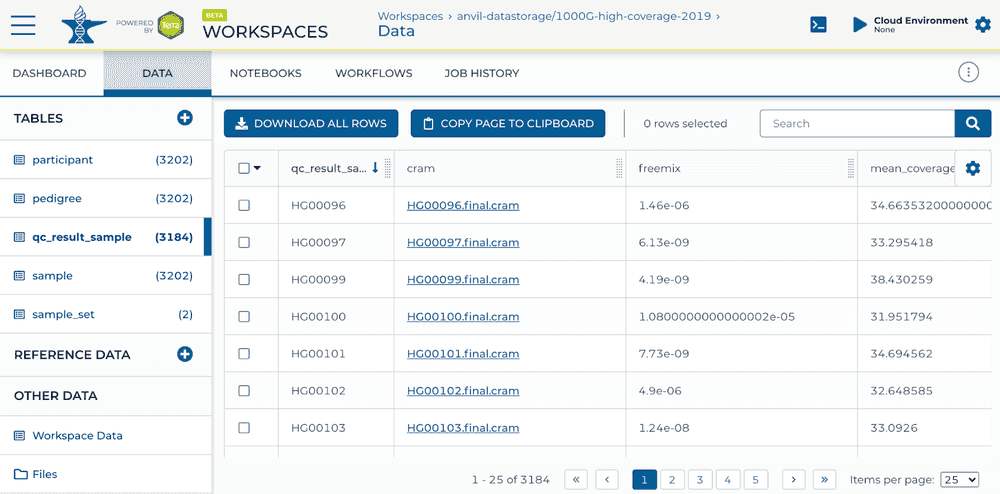 POWERED BY Terra
BETA
WORKSPACES
Workspaces › anvil-datastorage/1000G-high-coverage-2019 ›
Data
Cloud Environment
None
DASHBOARD DATA NOTEBOOKS WORKFLOWS JOB HISTORY
TABLES
participant (3202)
pedigree (3202)
qc_result_sample (3184)
sample (3202)
sample_set (2)
REFERENCE DATA
OTHER DATA
Workspace Data
Files
DOWNLOAD ALL ROWS COPY PAGE TO CLIPBOARD 0 rows selected Search
qc_result_sa... cram freemix mean_coverage
HG00096 HG00096.final.cram 1.46e-06 34.66353200000000
HG00097 HG00097.final.cram 6.13e-09 33.295418
HG00099 HG00099.final.cram 4.19e-09 38.430259
HG00100 HG00100.final.cram 1.0800000000000002e-05 31.951794
HG00101 HG00101.final.cram 7.73e-09 34.694562
HG00102 HG00102.final.cram 4.9e-06 32.648585
HG00103 HG00103.final.cram 1.24e-08 33.0926
1 - 25 of 3184 « ‹ 1 2 3 4 5 › » Items per page: 25